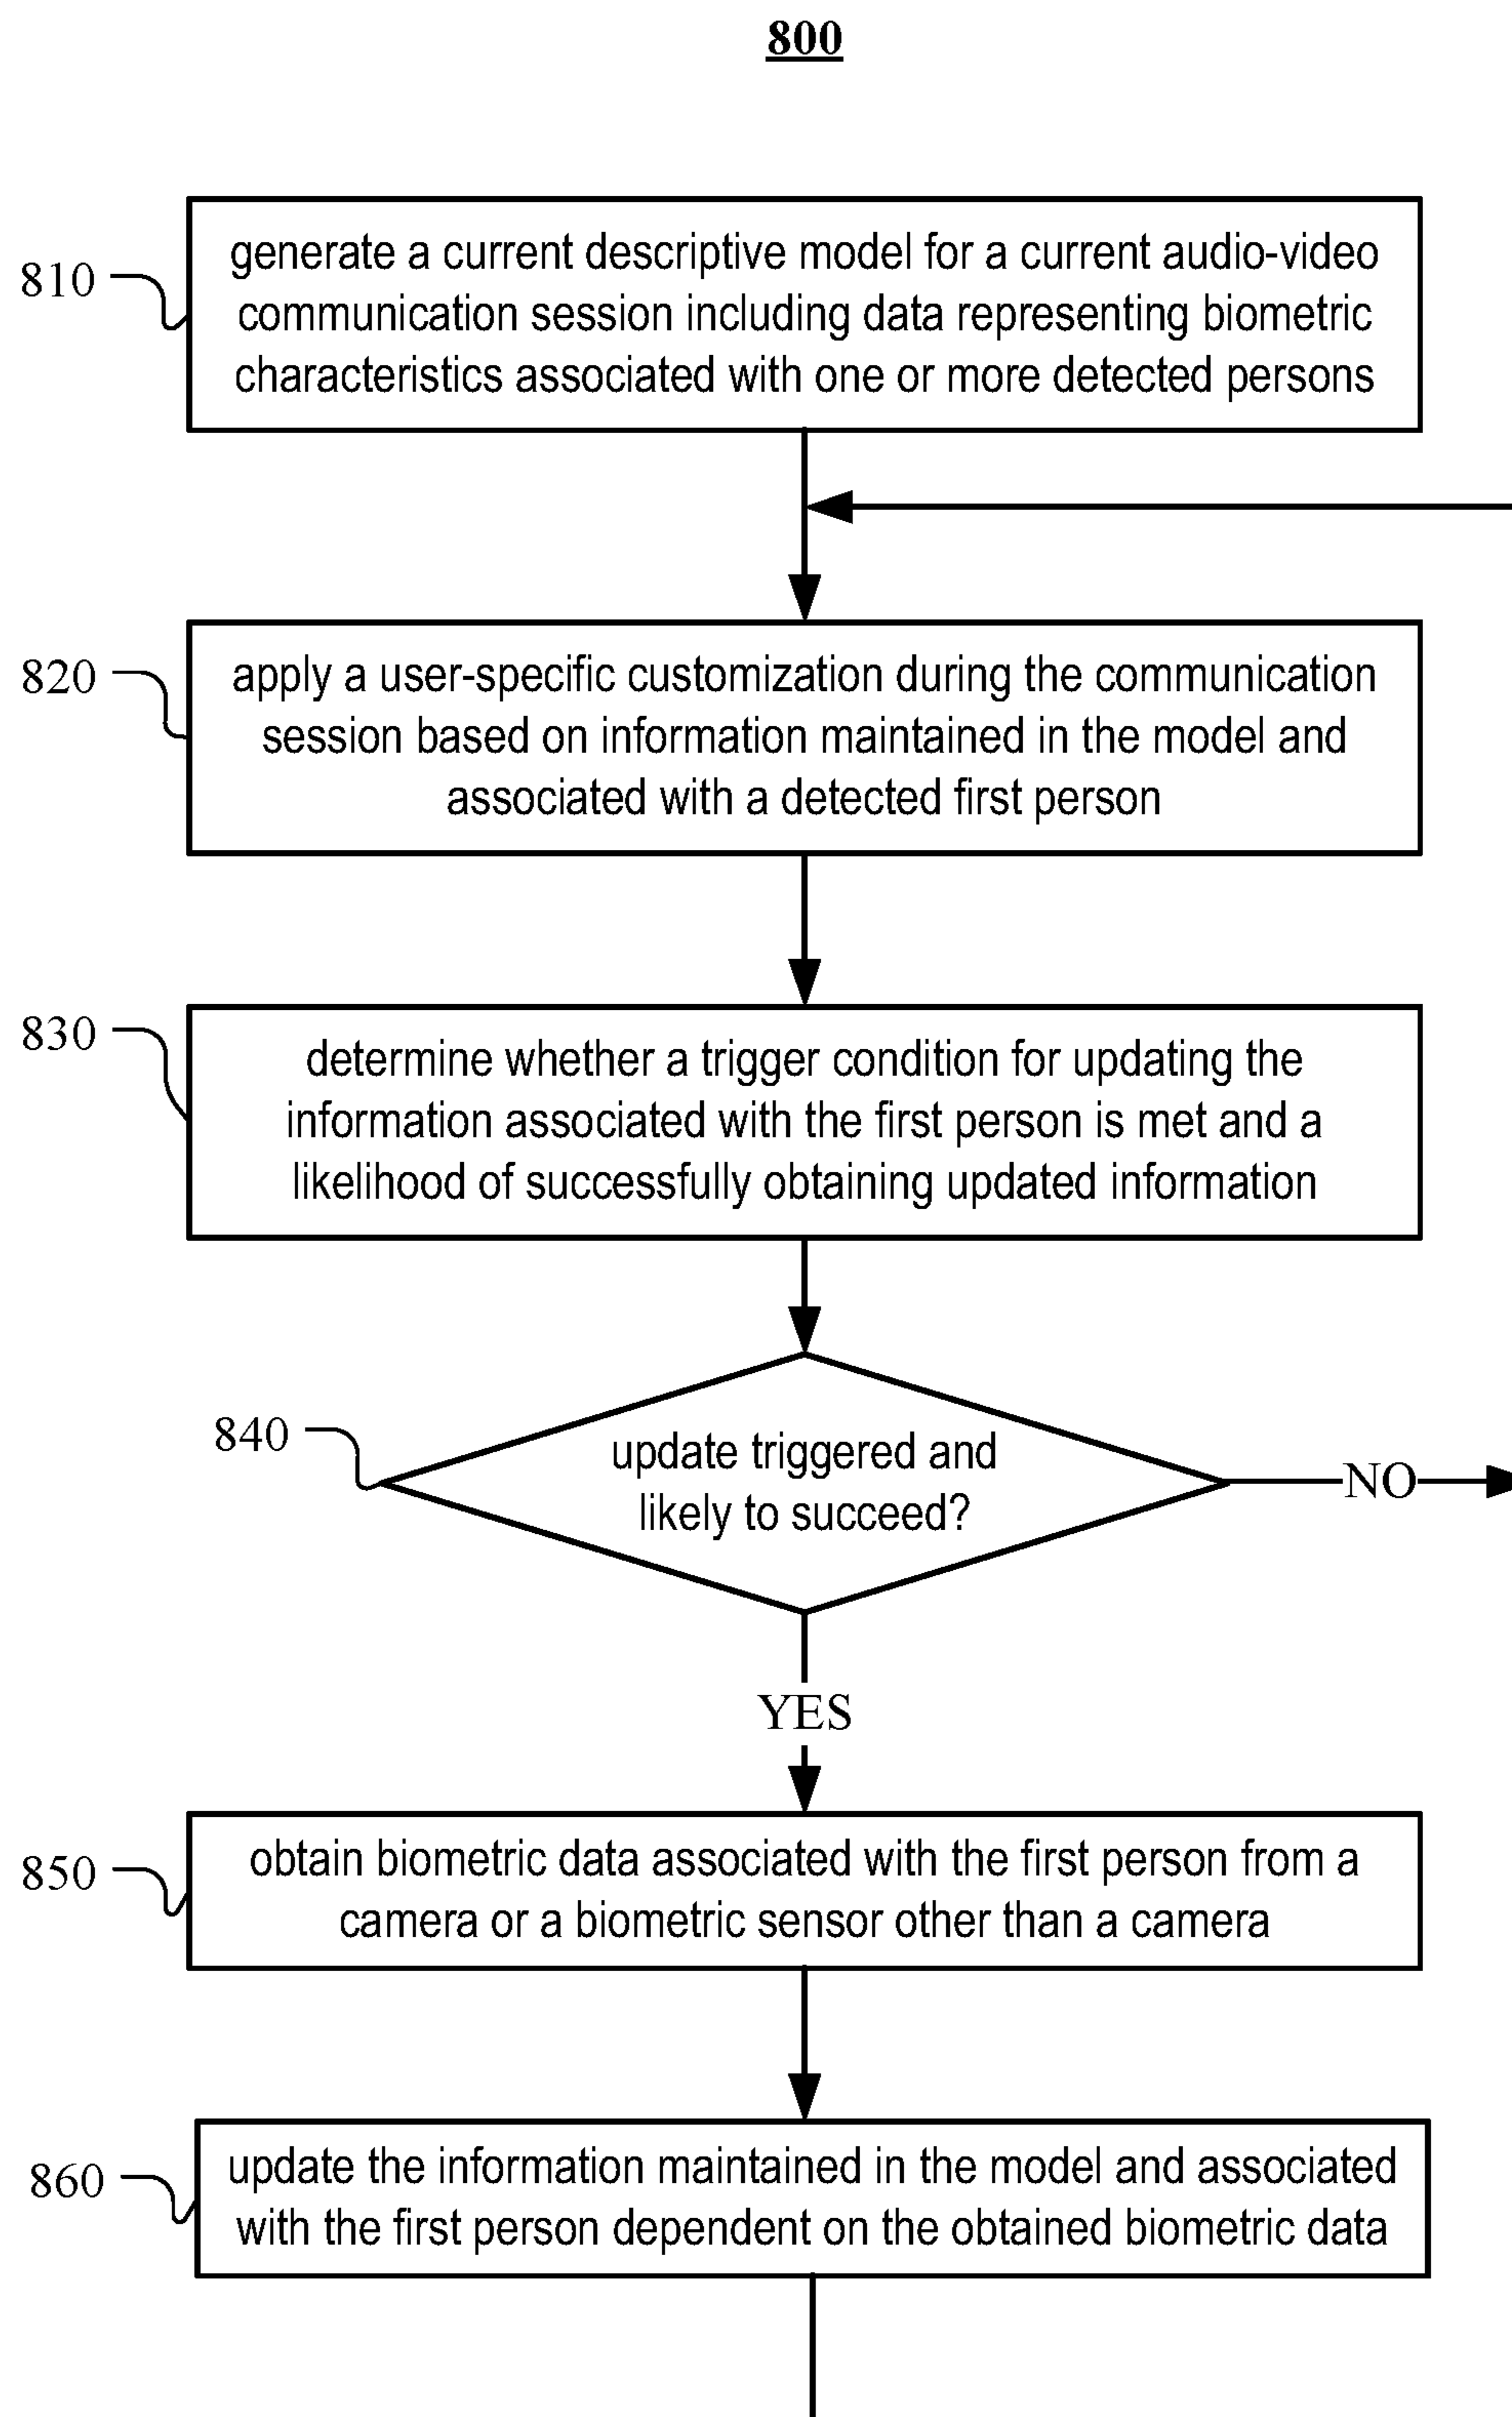 800
810
generate a current descriptive model for a current audio-video
communication session including data representing biometric
characteristics associated with one or more detected persons
820
apply a user-specific customization during the communication
session based on information maintained in the model and
associated with a detected first person
830
determine whether a trigger condition for updating the
information associated with the first person is met and a
likelihood of successfully obtaining updated information
840
update triggered and
likely to succeed?
NO
YES
850
obtain biometric data associated with the first person from a
camera or a biometric sensor other than a camera
860
update the information maintained in the model and associated
with the first person dependent on the obtained biometric data